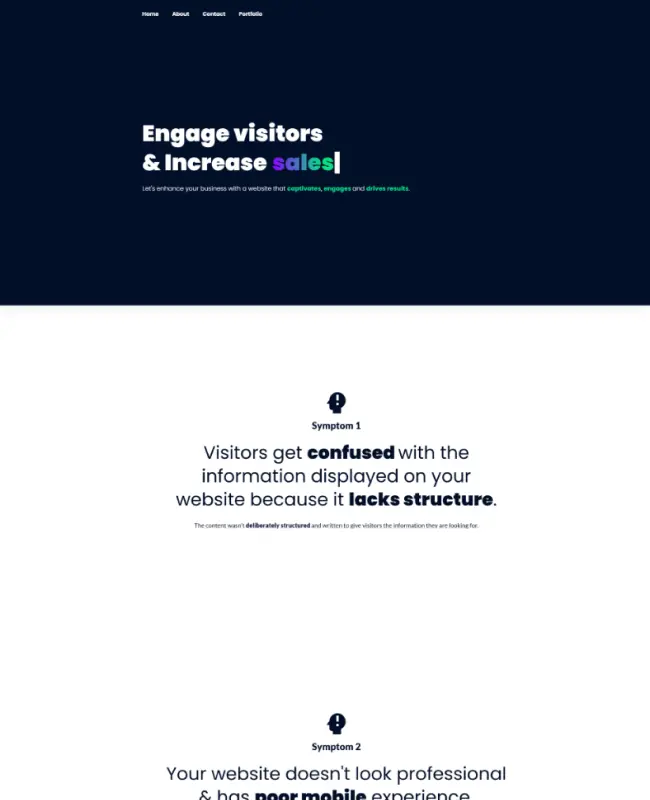 Home About Contact Portfolio
Engage visitors
& Increase sales
Let's enhance your business with a website that captivates, engages and drives results.
Symptom 1
Visitors get confused with the
information displayed on your
website because it lacks structure.
The content wasn't deliberately structured and written to give visitors the information they are looking for.
Symptom 2
Your website doesn't look professional
& has poor mobile experience